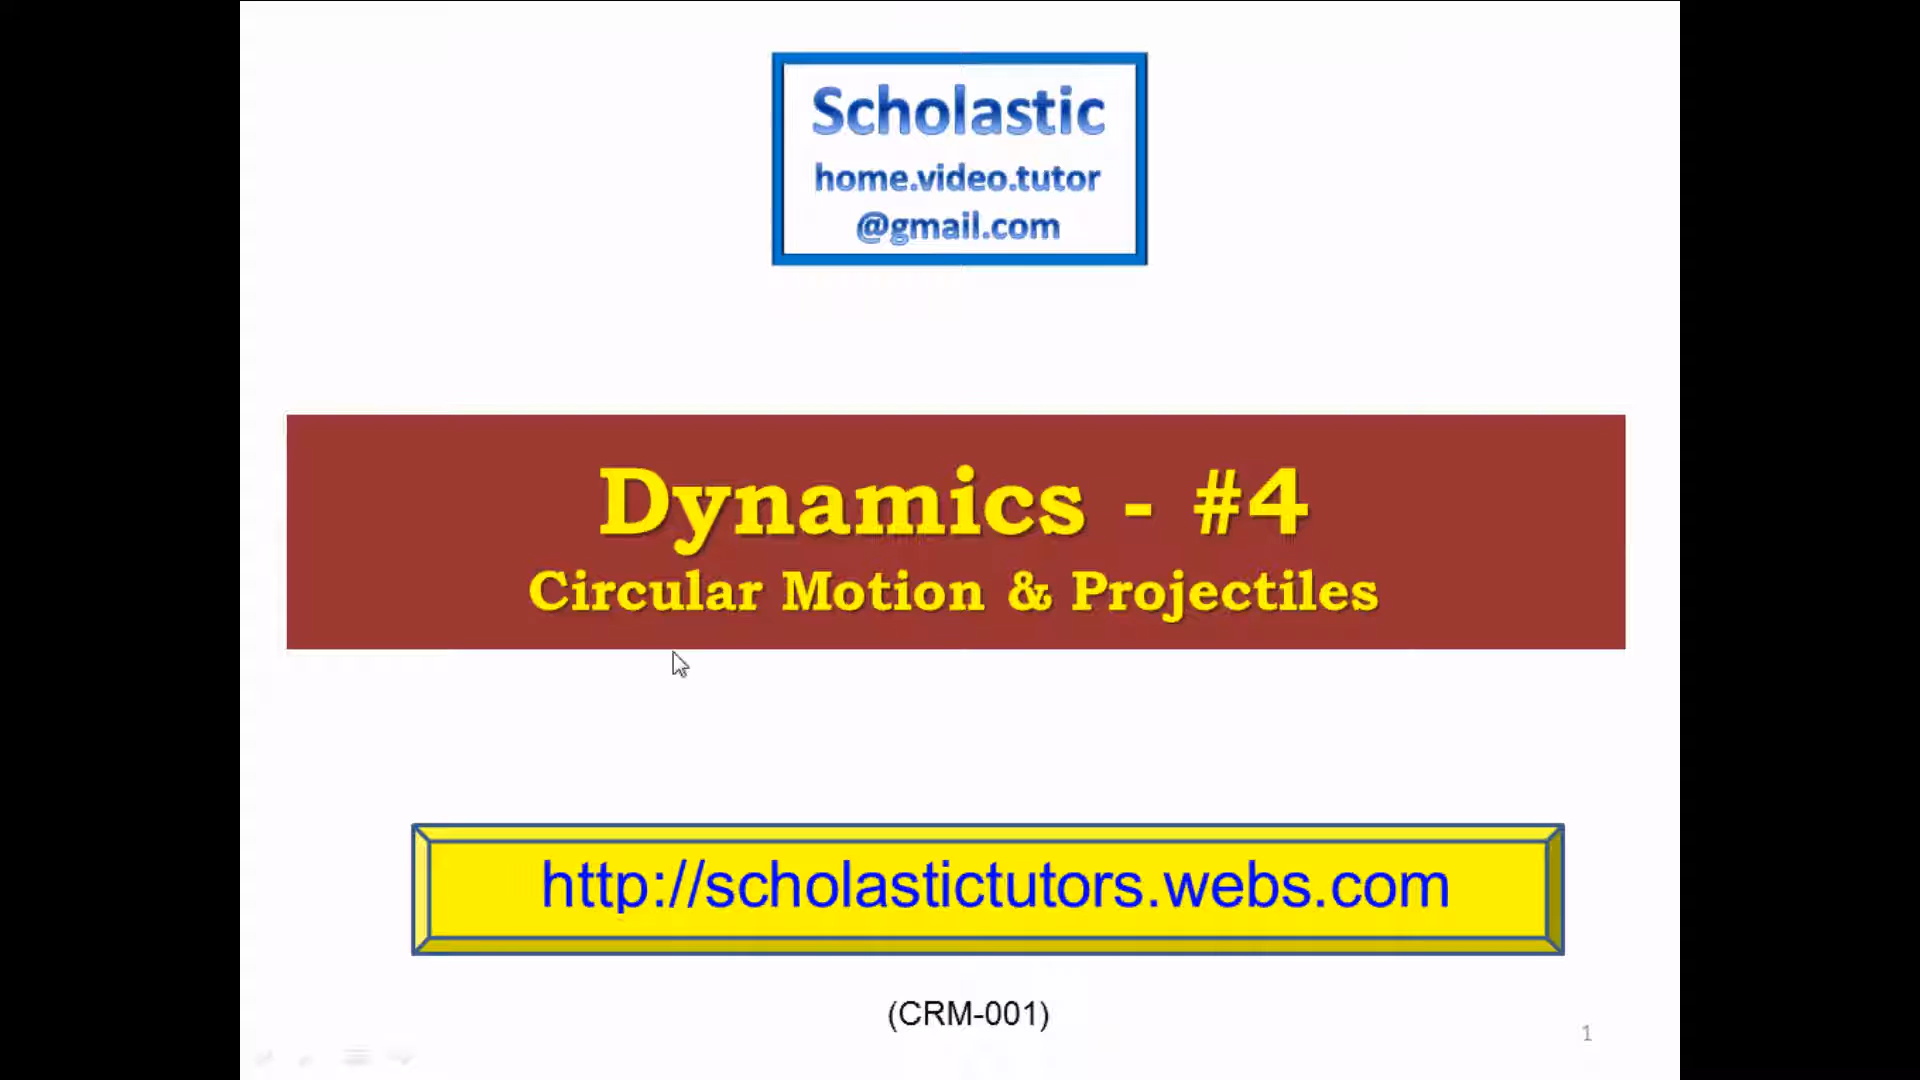 Scholastic
home.video.tutor
@gmail.com
Dynamics - #4
Circular Motion & Projectiles
http://scholastictutors.webs.com
(CRM-001)
1